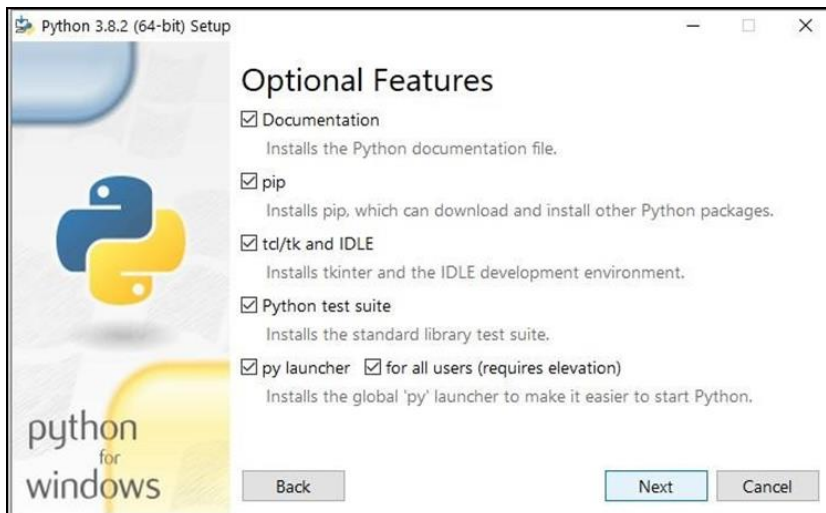 Python 3.8.2 (64-bit) Setup
Optional Features
Documentation
Installs the Python documentation file.
pip
Installs pip, which can download and install other Python packages.
tcl/tk and IDLE
Installs tkinter and the IDLE development environment.
Python test suite
Installs the standard library test suite.
py launcher for all users (requires elevation)
Installs the global 'py' launcher to make it easier to start Python.
python
for
windows
Back Next Cancel